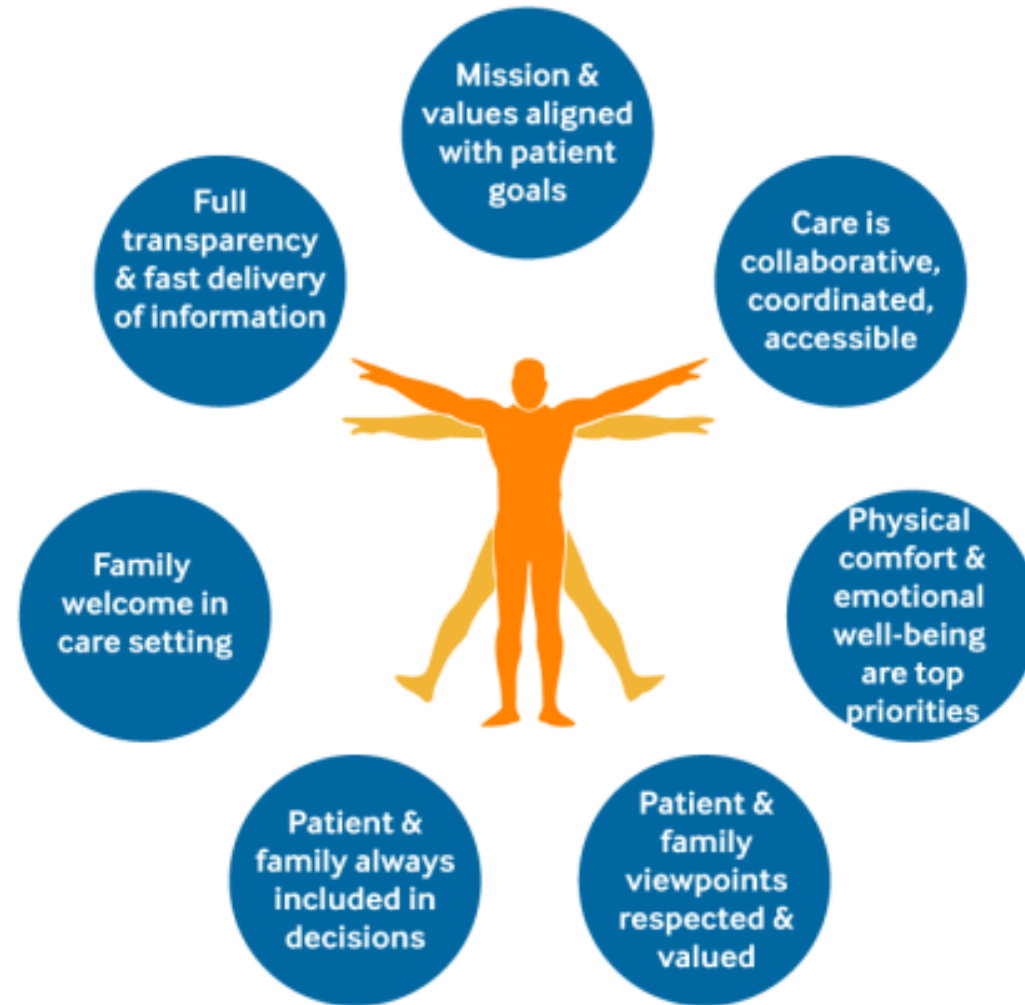 Mission &
values aligned
with patient
goals
Care is
collaborative,
coordinated,
accessible
Physical
comfort &
emotional
well-being
are top
priorities
Patient &
family
viewpoints
respected &
valued
Patient &
family always
included in
decisions
Family
welcome in
care setting
Full
transparency
& fast delivery
of information